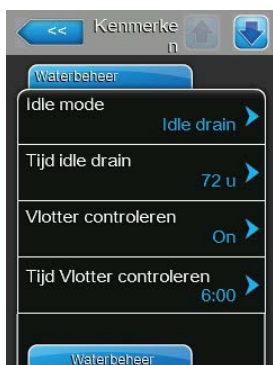 <<
Kenmerke
n
Waterbeheer
Idle mode
Idle drain
Tijd idle drain
72 u
Vlotter controleren
On
Tijd Vlotter controleren
6:00
Waterbeheer